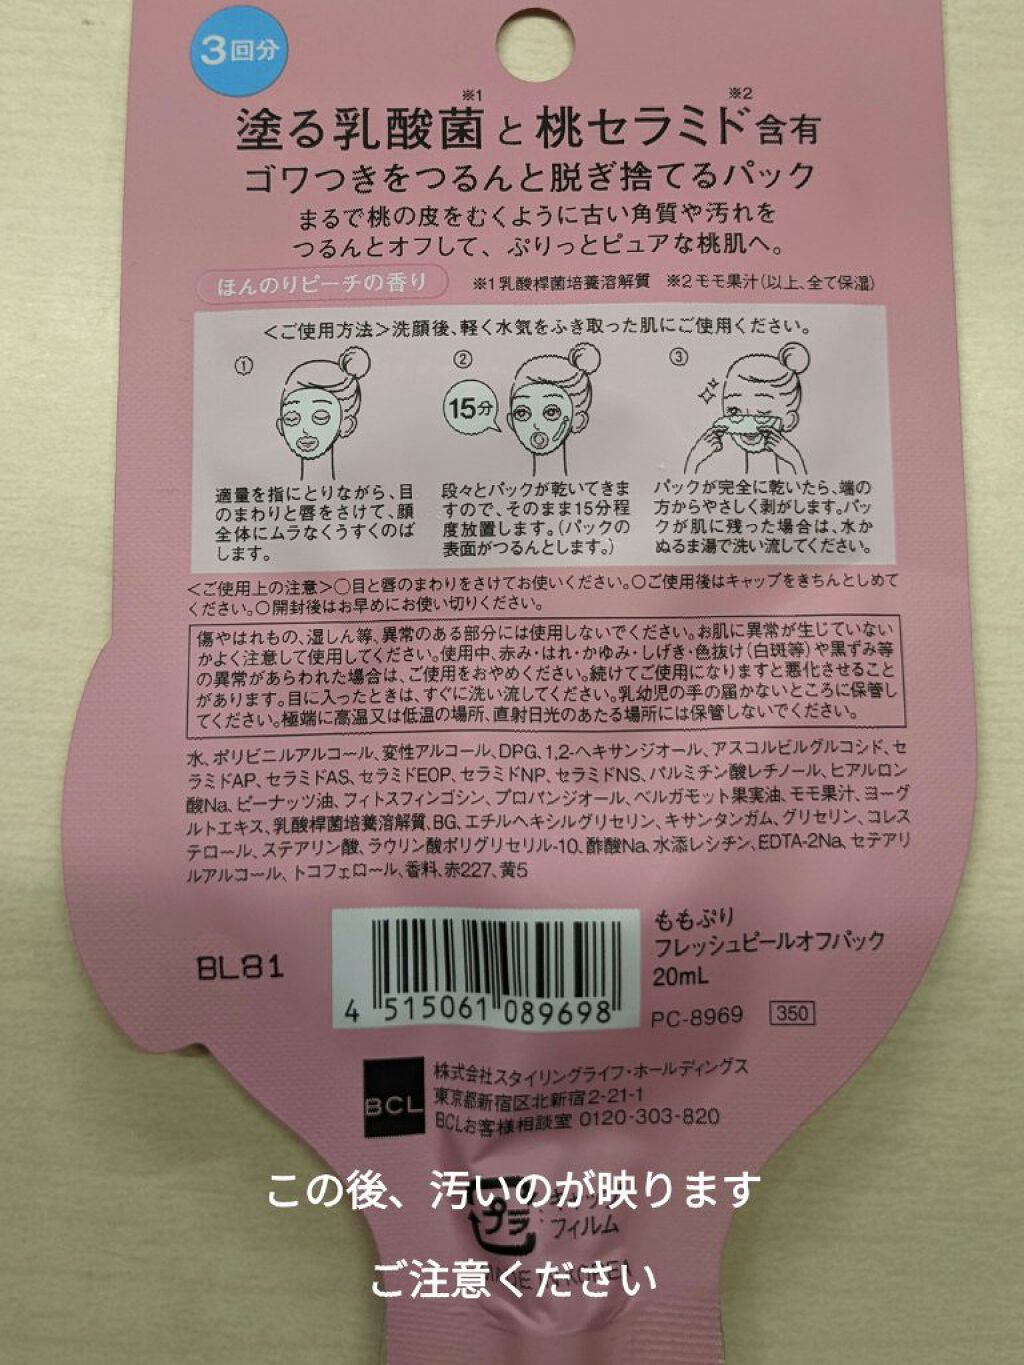 3回分
塗る乳酸菌※1と桃セラミド※2含有
ゴワつきをつるんと脱ぎ捨てるパック
まるで桃の皮をむくように古い角質や汚れを
つるんとオフして、ぷりっとピュアな桃肌へ。
ほんのりピーチの香り ※1乳酸桿菌培養溶解質 ※2モモ果汁(以上、全て保湿)
＜ご使用方法＞洗顔後、軽く水気をふき取った肌にご使用ください。
①
適量を指にとりながら、目
のまわりと唇をさけて、顔
全体にムラなくうすくのば
します。
②
15分
段々とパックが乾いてきま
すので、そのまま15分程
度放置します。(パックの
表面がつるんとします。)
③
パックが完全に乾いたら、端の
方からやさしく剥がします。パッ
クが肌に残った場合は、水か
ぬるま湯で洗い流してください。
＜ご使用上の注意＞○目と唇のまわりをさけてお使いください。○ご使用後はキャップをきちんとしめて
ください。○開封後はお早めにお使い切りください。
傷やはれもの、湿しん等、異常のある部分には使用しないでください。お肌に異常が生じていない
かよく注意して使用してください。使用中、赤み・はれ・かゆみ・しげき・色抜け(白斑等)や黒ずみ等
の異常があらわれた場合は、ご使用をおやめください。続けてご使用になりますと悪化させること
があります。目に入ったときは、すぐに洗い流してください。乳幼児の手の届かないところに保管し
てください。極端に高温又は低温の場所、直射日光のあたる場所には保管しないでください。
水、ポリビニルアルコール、変性アルコール、DPG、1,2-ヘキサンジオール、アスコルビルグルコシド、セ
ラミドAP、セラミドAS、セラミドEOP、セラミドNP、セラミドNS、パルミチン酸レチノール、ヒアルロン
酸Na、ピーナッツ油、フィトスフィンゴシン、プロパンジオール、ベルガモット果実油、モモ果汁、ヨーグ
ルトエキス、乳酸桿菌培養溶解質、BG、エチルヘキシルグリセリン、キサンタンガム、グリセリン、コレス
テロール、ステアリン酸、ラウリン酸ポリグリセリル-10、酢酸Na、水添レシチン、EDTA-2Na、セテアリ
ルアルコール、トコフェロール、香料、赤227、黄5
BL81
4 515061 089698
ももぷり
フレッシュピールオフパック
20mL
PC-8969 350
BCL
株式会社スタイリングライフ・ホールディングス
東京都新宿区北新宿2-21-1
BCLお客様相談室 0120-303-820
この後、汚いのが映ります
プラ
フィルム
ご注意ください
MADE IN KOREA